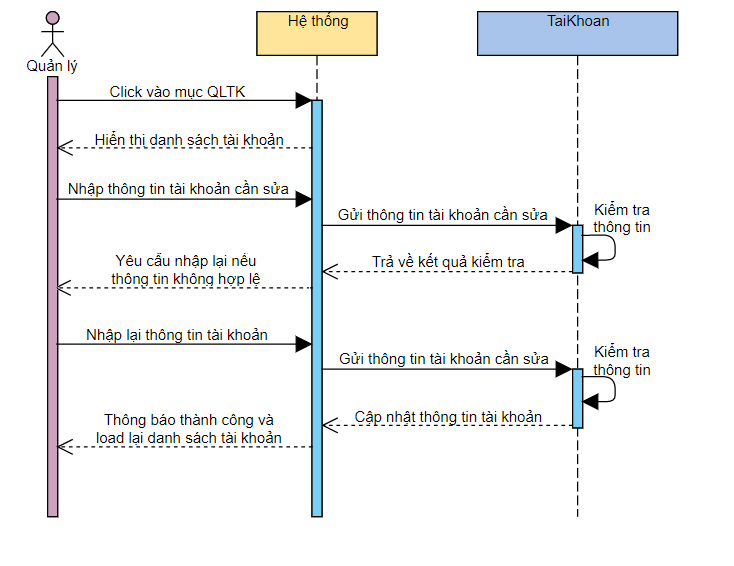 Hệ thống
TaiKhoan
Quản lý
Click vào mục QLTK
Hiển thị danh sách tài khoản
Nhập thông tin tài khoản cần sửa
Gửi thông tin tài khoản cần sửa
Kiểm tra
thông tin
Trả về kết quả kiểm tra
Yêu cầu nhập lại nếu
thông tin không hợp lệ
Nhập lại thông tin tài khoản
Gửi thông tin tài khoản cần sửa
Kiểm tra
thông tin
Cập nhật thông tin tài khoản
Thông báo thành công và
load lại danh sách tài khoản